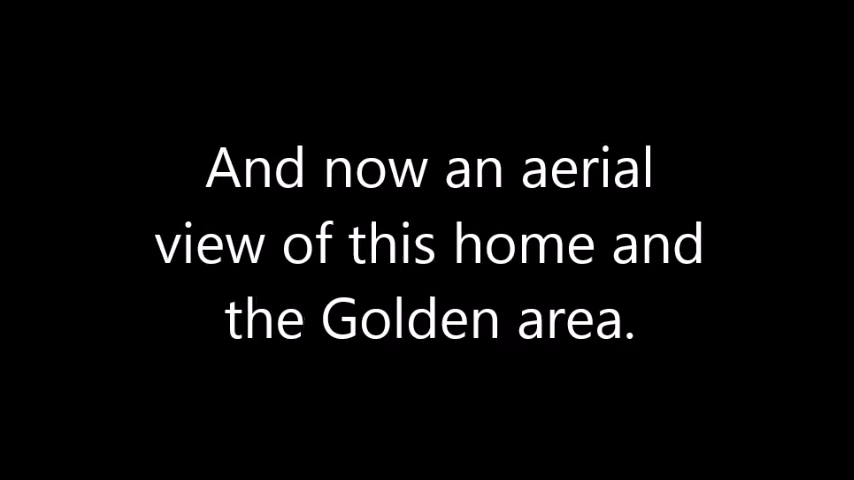 And now an aerial
view of this home and
the Golden area.